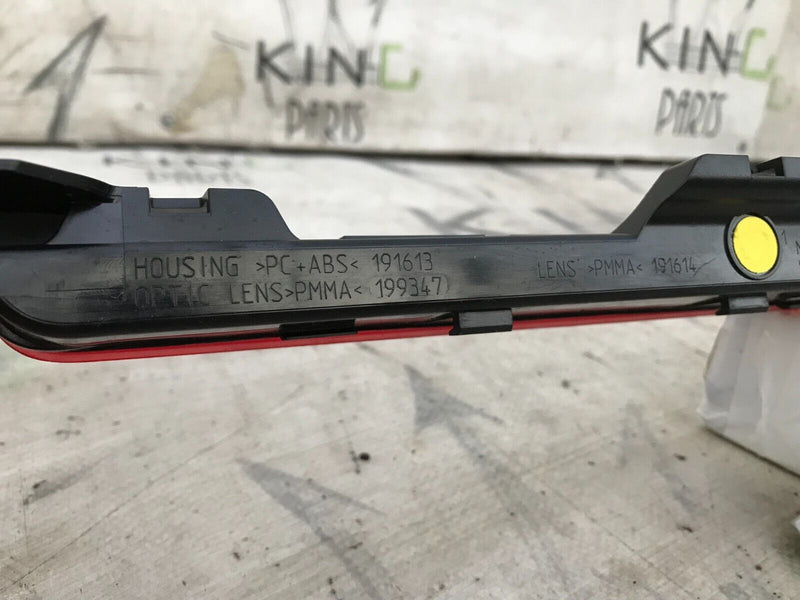 KING
PARTS
KING
PARTS
HOUSING >PC+ABS< 191613
OPTIC LENS>PMMA< 199347
LENS >PMMA< 191614